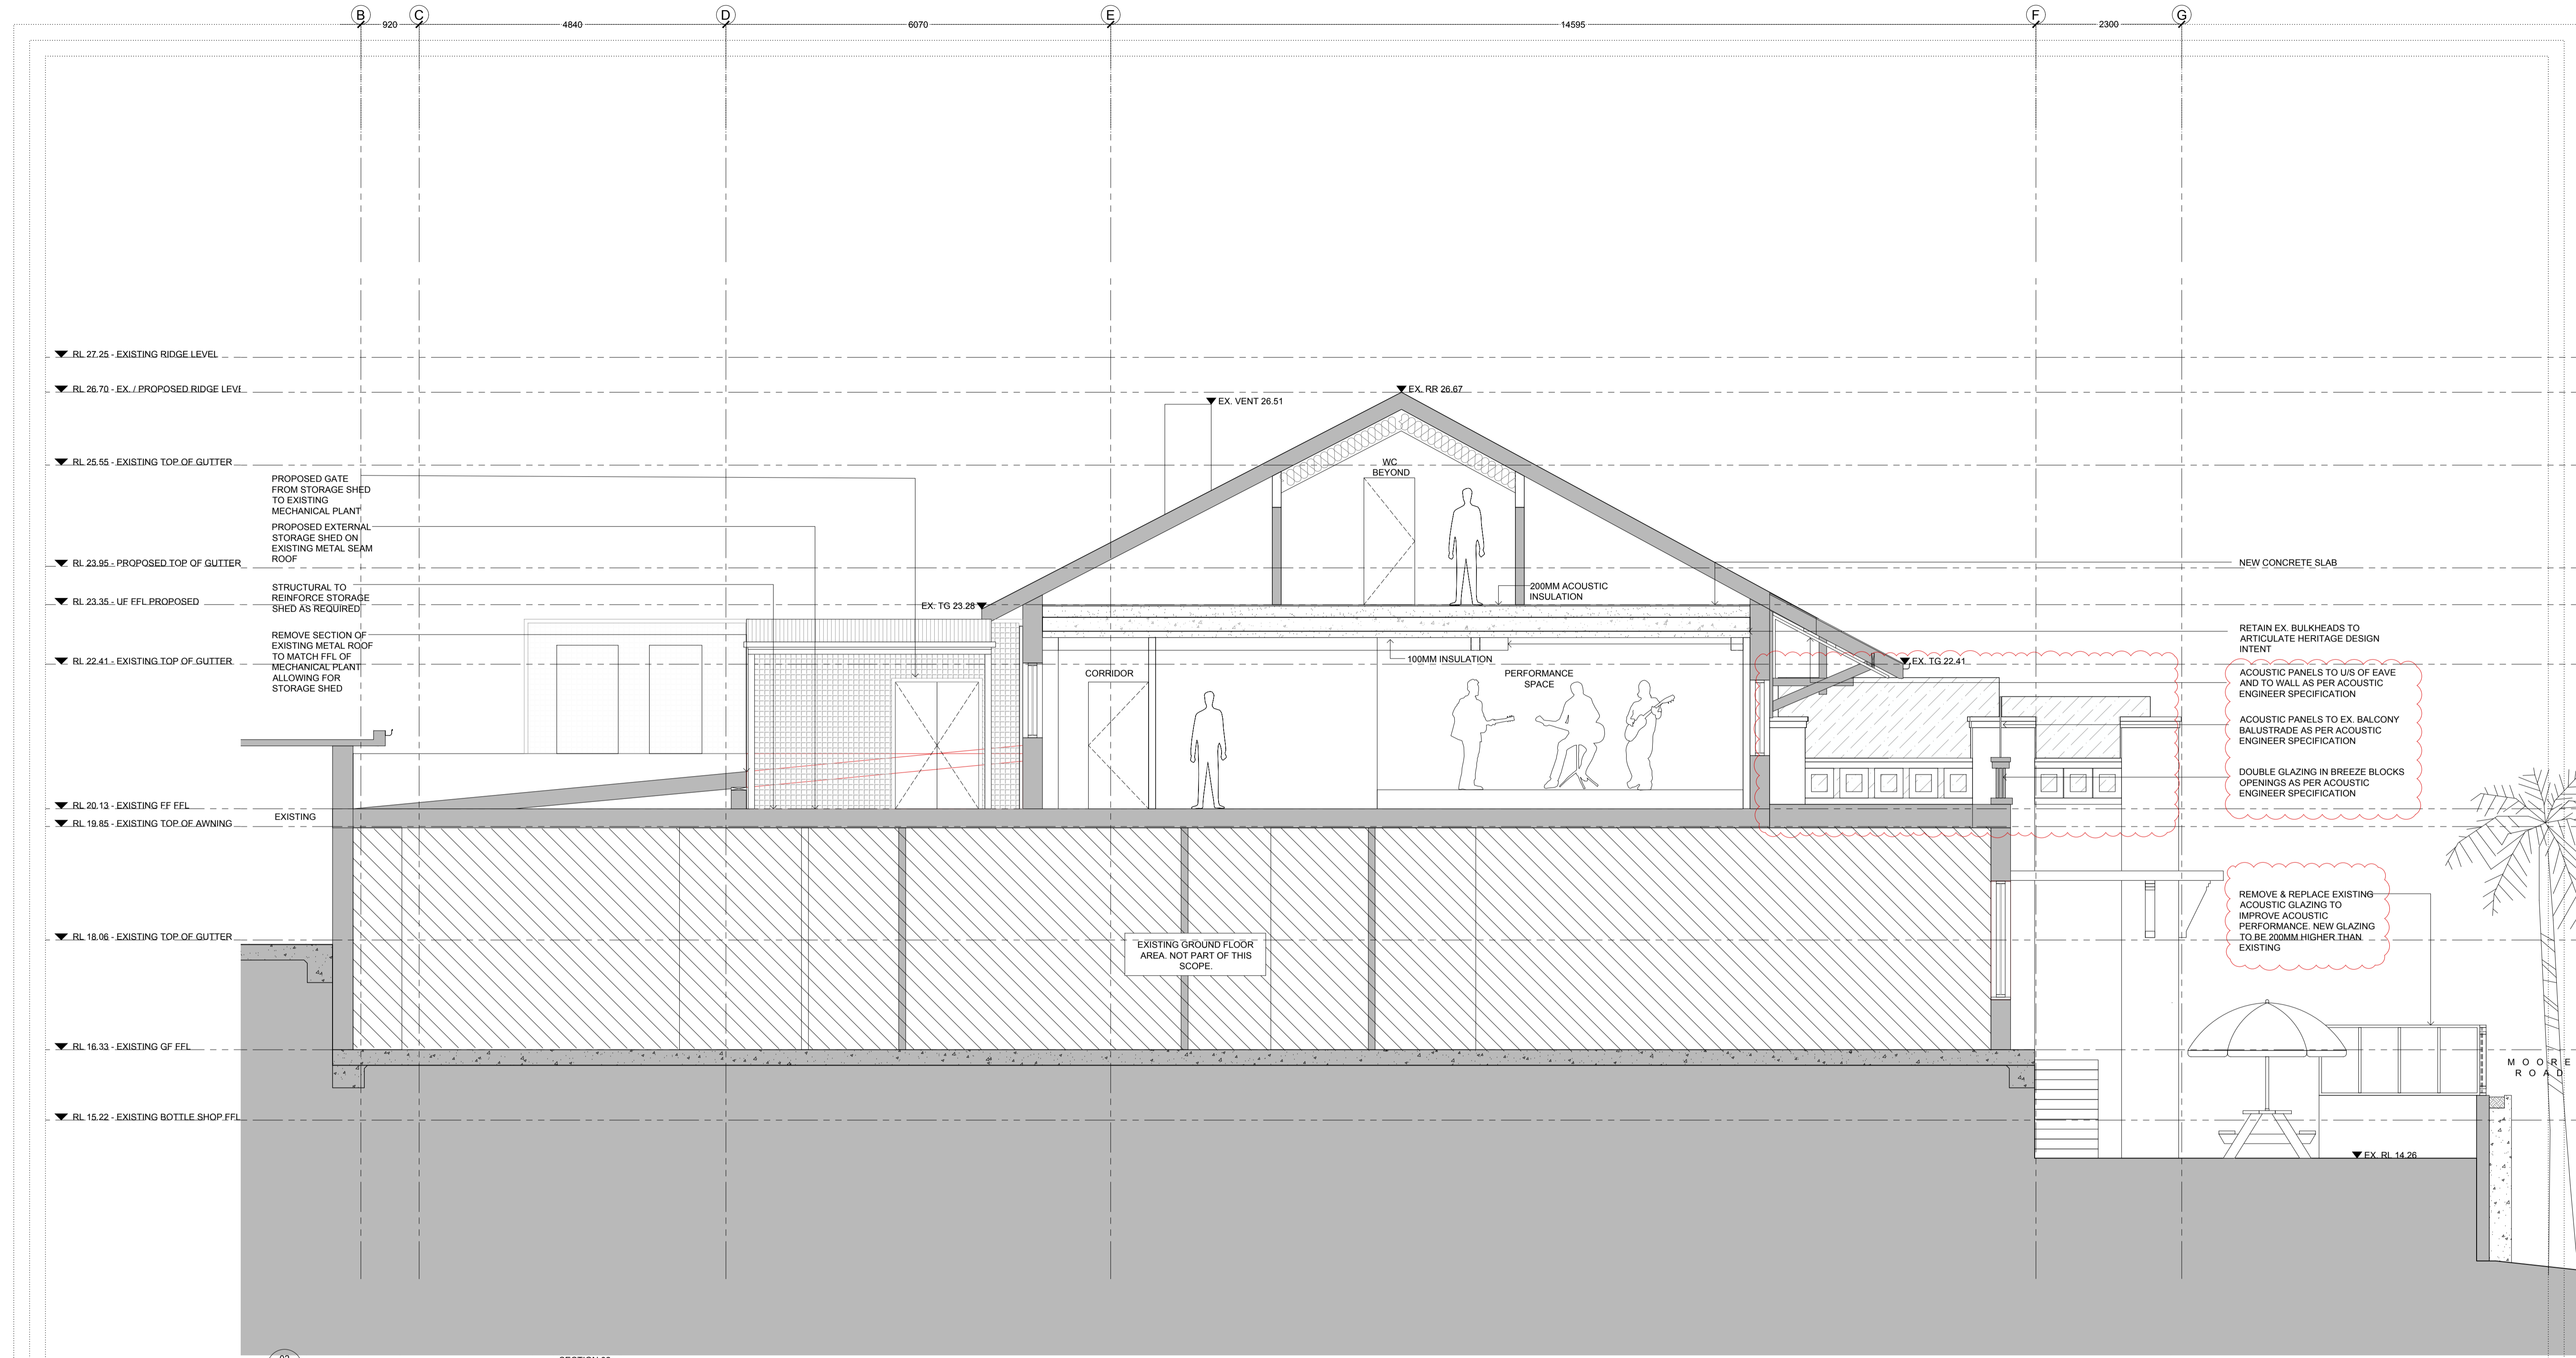 B
920
C
4840
D
6070
E
14595
F
2300
G
RL 27.25 - EXISTING RIDGE LEVEL
RL 26.70 - EX. / PROPOSED RIDGE LEVE
RL 25.55 - EXISTING TOP OF GUTTER
RL 23.95 - PROPOSED TOP OF GUTTER
RL 23.35 - UF FFL PROPOSED
RL 22.41 - EXISTING TOP OF GUTTER
RL 20.13 - EXISTING FF FFL
RL 19.85 - EXISTING TOP OF AWNING
RL 18.06 - EXISTING TOP OF GUTTER
RL 16.33 - EXISTING GF FFL
RL 15.22 - EXISTING BOTTLE SHOP FFL
PROPOSED GATE
FROM STORAGE SHED
TO EXISTING
MECHANICAL PLANT
PROPOSED EXTERNAL
STORAGE SHED ON
EXISTING METAL SEAM
ROOF
STRUCTURAL TO
REINFORCE STORAGE
SHED AS REQUIRED
REMOVE SECTION OF
EXISTING METAL ROOF
TO MATCH FFL OF
MECHANICAL PLANT
ALLOWING FOR
STORAGE SHED
EXISTING
EX. RR 26.67
EX. VENT 26.51
WC
BEYOND
EX. TG 23.28
200MM ACOUSTIC
INSULATION
100MM INSULATION
CORRIDOR
PERFORMANCE
SPACE
EX. TG 22.41
EXISTING GROUND FLOOR
AREA. NOT PART OF THIS
SCOPE.
NEW CONCRETE SLAB
RETAIN EX. BULKHEADS TO
ARTICULATE HERITAGE DESIGN
INTENT
ACOUSTIC PANELS TO U/S OF EAVE
AND TO WALL AS PER ACOUSTIC
ENGINEER SPECIFICATION
ACOUSTIC PANELS TO EX. BALCONY
BALUSTRADE AS PER ACOUSTIC
ENGINEER SPECIFICATION
DOUBLE GLAZING IN BREEZE BLOCKS
OPENINGS AS PER ACOUSTIC
ENGINEER SPECIFICATION
REMOVE & REPLACE EXISTING
ACOUSTIC GLAZING TO
IMPROVE ACOUSTIC
PERFORMANCE. NEW GLAZING
TO BE 200MM HIGHER THAN
EXISTING
MOORE
ROAD
EX. RL 14.26